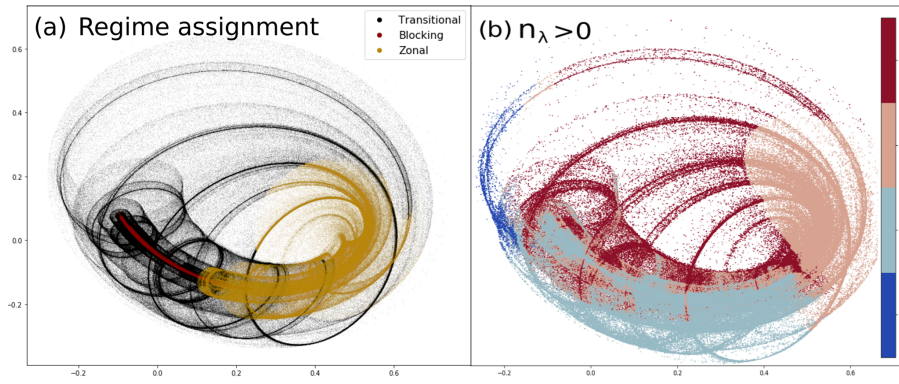 (a) Regime assignment
Transitional
Blocking
Zonal
0.6
0.4
0.2
0.0
−0.2
−0.2 0.0 0.2 0.4 0.6
(b) nλ >0
−0.2 0.0 0.2 0.4 0.6